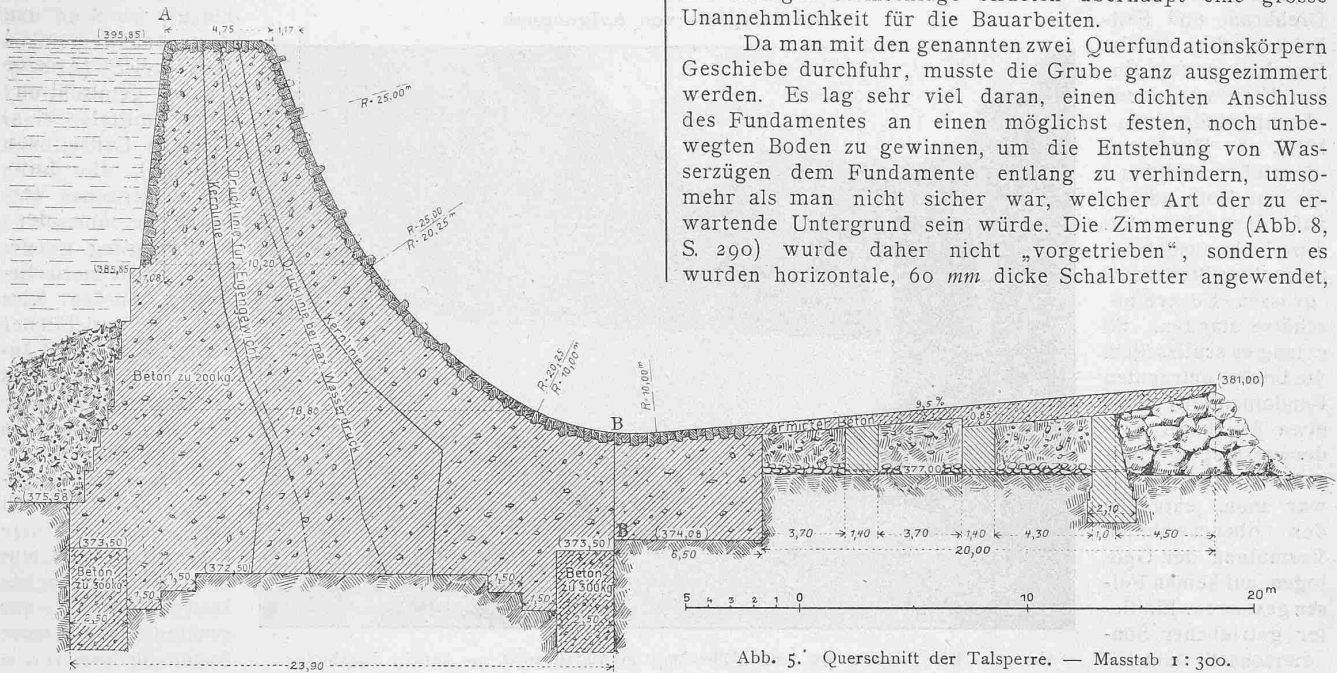 Unannehmlichkeit für die Bauarbeiten.
Da man mit den genannten zwei Querfundationskörpern
Geschiebe durchfuhr, musste die Grube ganz ausgezimmert
werden. Es lag sehr viel daran, einen dichten Anschluss
des Fundamentes an einen möglichst festen, noch unbe-
wegten Boden zu gewinnen, um die Entstehung von Was-
serzügen dem Fundamente entlang zu verhindern, umso-
mehr als man nicht sicher war, welcher Art der zu er-
wartende Untergrund sein würde. Die Zimmerung (Abb. 8,
S. 290) wurde daher nicht „vorgetrieben“, sondern es
wurden horizontale, 60 mm dicke Schalbretter angewendet,
A
(395,85)
4,75
1,17
R=25,00m
Kernlinie
Drucklinie für Eigengewicht
R=25,00
R=20,25m
(385,85)
1,08
10,20
Drucklinie bei max. Wasserdruck
Kernlinie
Beton zu 200kg.
R=20,25
R=10,00m
R=10,00m
18,80
B
9,5%
(381,00)
armirter Beton
0,85
(377,00)
(375,58)
(373,50)
(372,50)
(373,50)
B
(374,08)
6,50
3,70
1,40
3,70
1,40
4,30
1,0
2,10
4,50
20,00
Beton
zu 300kg
2,50
1,50
1,50
1,50
1,50
Beton
zu 300kg
2,50
23,90
5 4 3 2 1 0 10 20m
Abb. 5. Querschnitt der Talsperre. — Masstab 1 : 300.